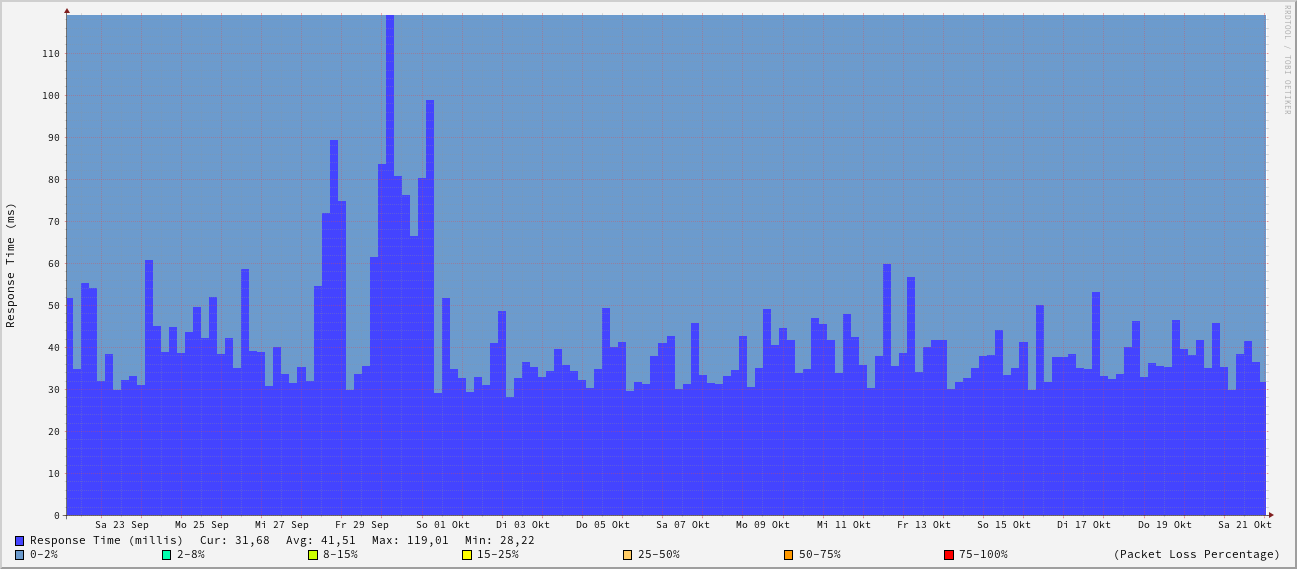 RRDTOOL / TOBI OETIKER
Response Time (ms)
110
100
90
80
70
60
50
40
30
20
10
0
Sa 23 Sep Mo 25 Sep Mi 27 Sep Fr 29 Sep So 01 Okt Di 03 Okt Do 05 Okt Sa 07 Okt Mo 09 Okt Mi 11 Okt Fr 13 Okt So 15 Okt Di 17 Okt Do 19 Okt Sa 21 Okt
Response Time (millis) Cur: 31,68 Avg: 41,51 Max: 119,01 Min: 28,22
0-2% 2-8% 8-15% 15-25% 25-50% 50-75% 75-100% (Packet Loss Percentage)